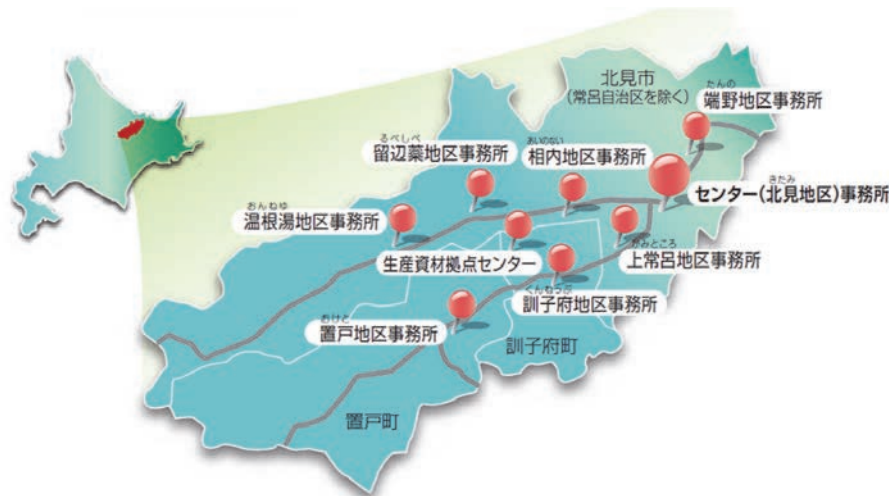 北見市
(常呂自治区を除く)
たんの
端野地区事務所
るべしべ
留辺蘂地区事務所
あいのない
相内地区事務所
きたみ
センター(北見地区)事務所
おんねゆ
温根湯地区事務所
生産資材拠点センター
かみところ
上常呂地区事務所
くんねっぷ
訓子府地区事務所
おけと
置戸地区事務所
訓子府町
置戸町